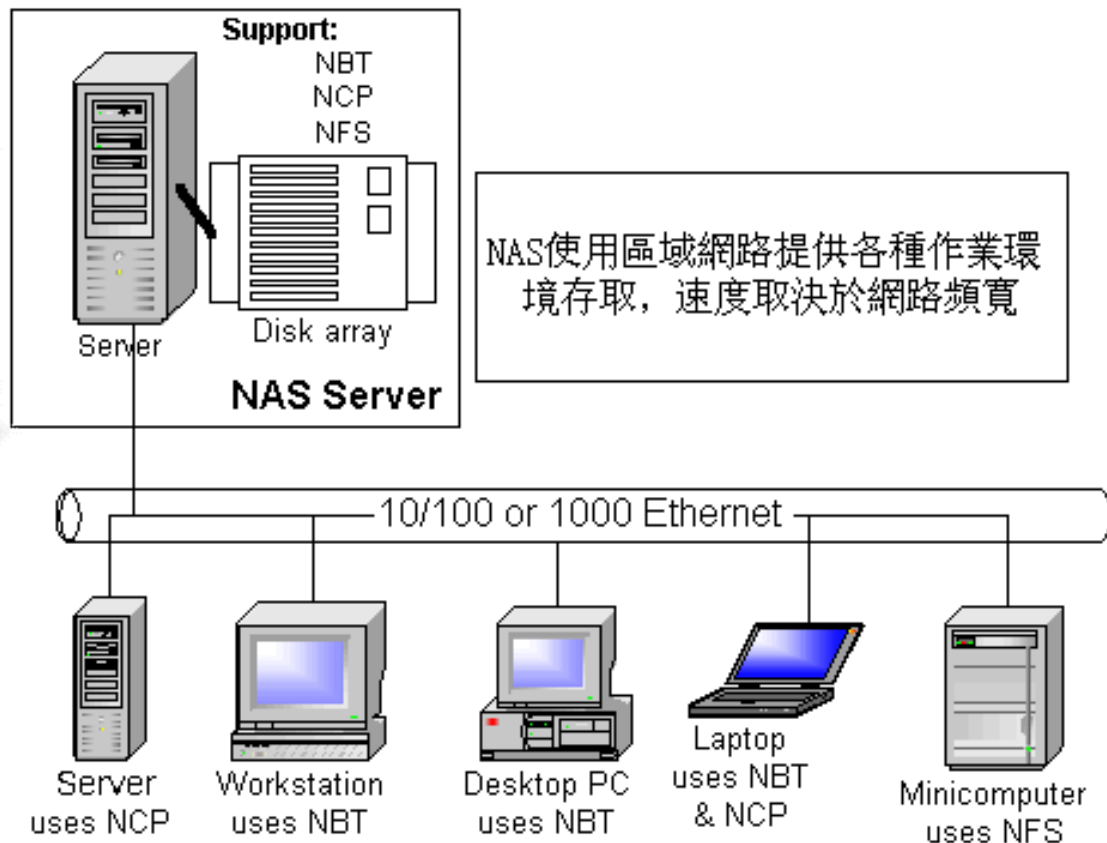 Support:
NBT
NCP
NFS
Server
Disk array
NAS Server
NAS使用區域網路提供各種作業環
境存取，速度取決於網路頻寬
10/100 or 1000 Ethernet
Server
uses NCP
Workstation
uses NBT
Desktop PC
uses NBT
Laptop
uses NBT
& NCP
Minicomputer
uses NFS